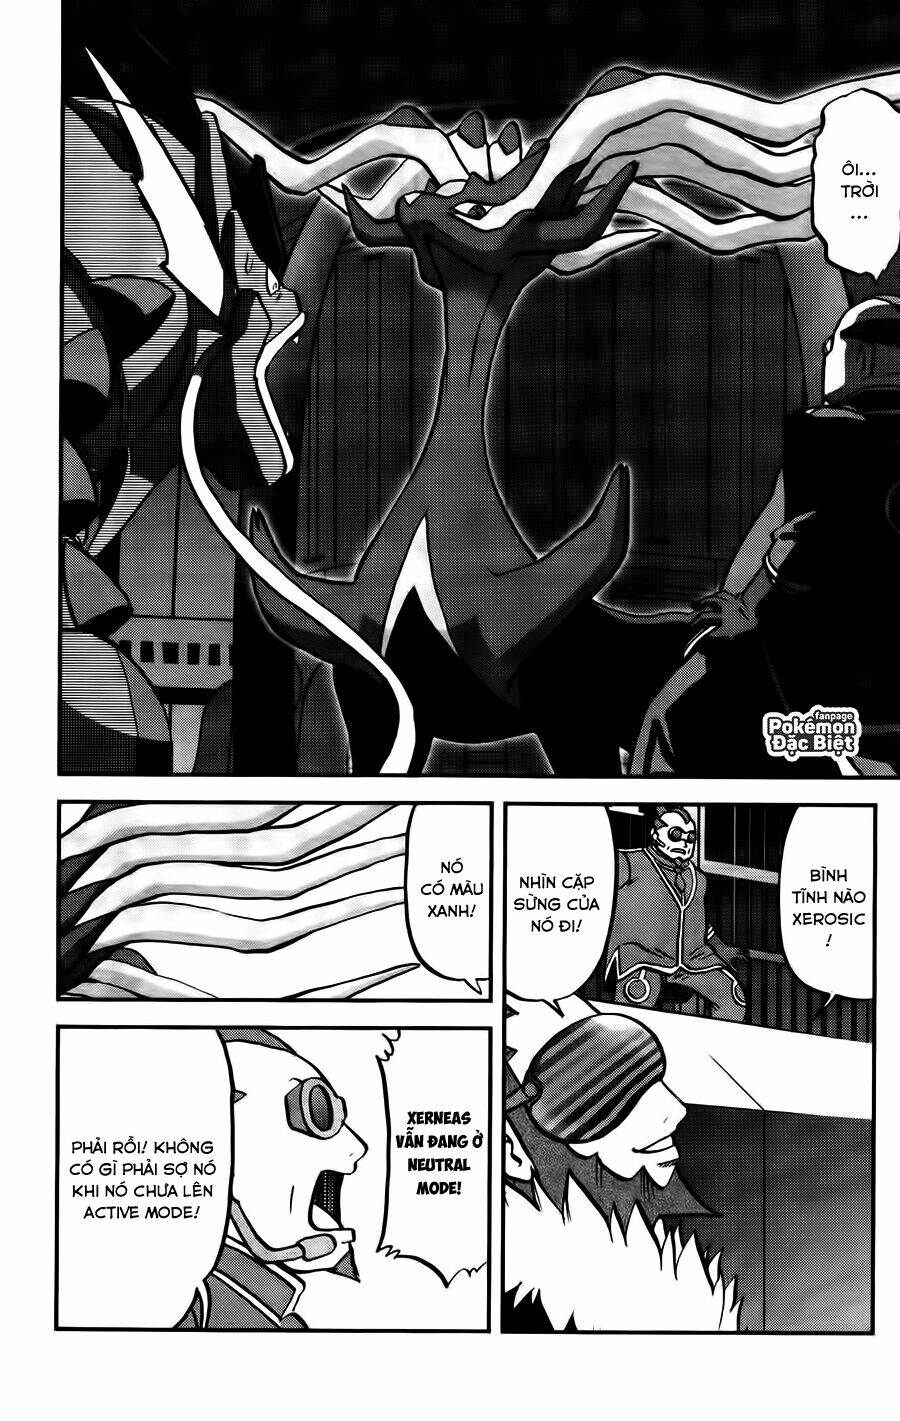 ÔI...
TRỜI
...
fanpage
Pokémon
Đặc Biệt
BÌNH
TĨNH NÀO
XEROSIC
!
NHÌN CẶP
SỪNG CỦA
NÓ ĐI!
NÓ
CÓ MÀU
XANH!
XERNEAS
VẪN ĐANG Ở
NEUTRAL
MODE!
PHẢI RỒI! KHÔNG
CÓ GÌ PHẢI SỢ NÓ
KHI NÓ CHƯA LÊN
ACTIVE MODE!